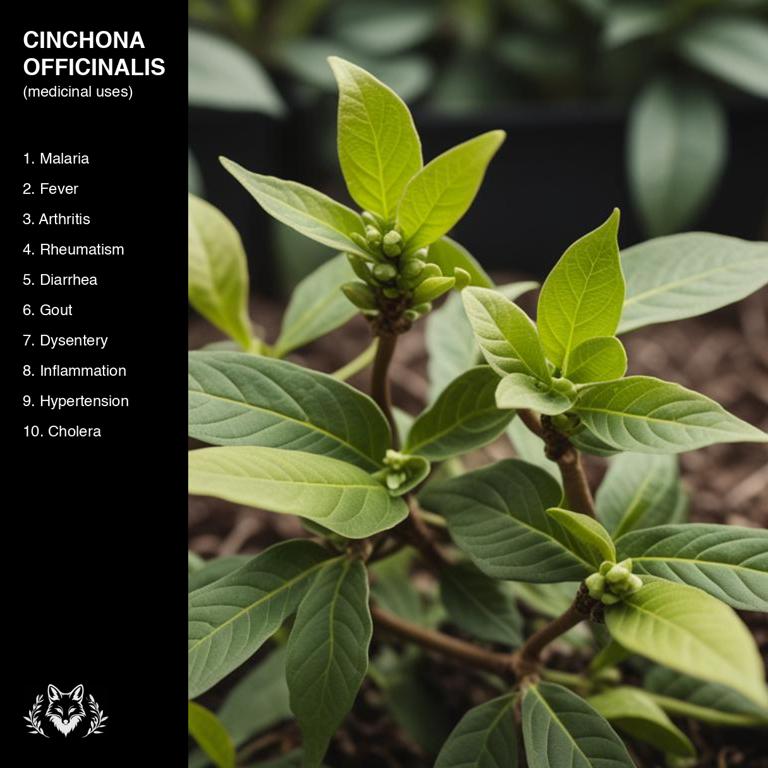 CINCHONA
OFFICINALIS
(medicinal uses)
1. Malaria
2. Fever
3. Arthritis
4. Rheumatism
5. Diarrhea
6. Gout
7. Dysentery
8. Inflammation
9. Hypertension
10. Cholera